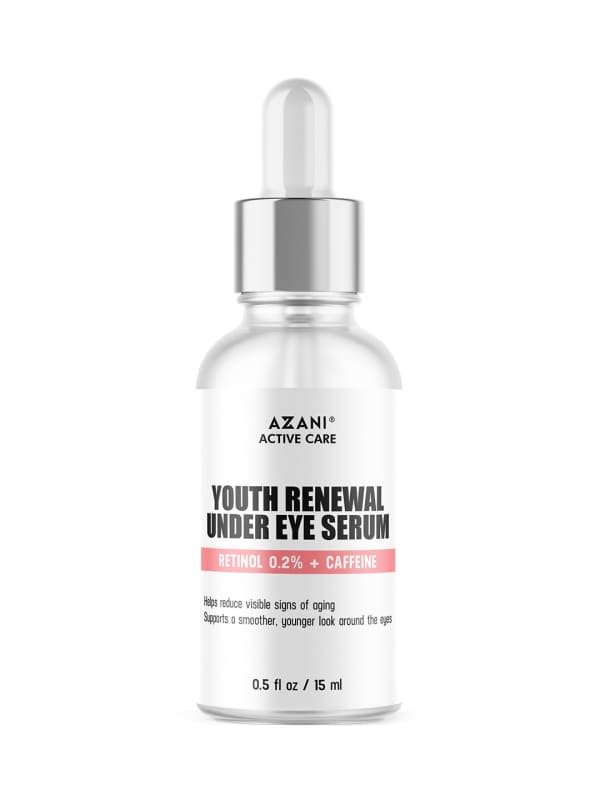 AZANI®
ACTIVE CARE
YOUTH RENEWAL
UNDER EYE SERUM
RETINOL 0.2% + CAFFEINE
Helps reduce visible signs of aging
Supports a smoother, younger look around the eyes
0.5 fl oz / 15 ml